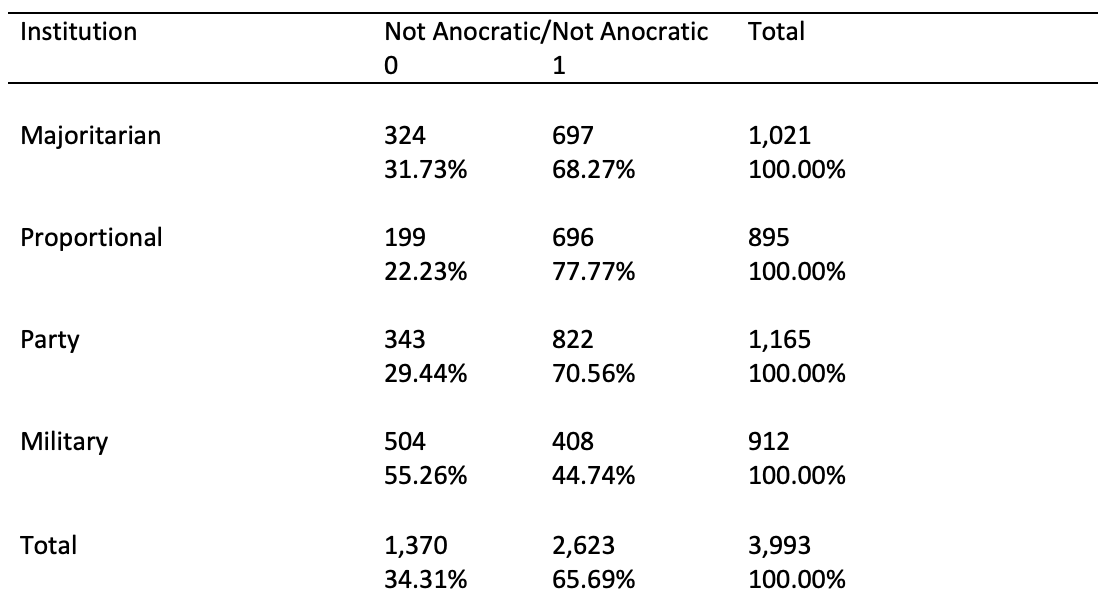 Institution Not Anocratic/Not Anocratic Total
0 1
Majoritarian 324 697 1,021
31.73% 68.27% 100.00%
Proportional 199 696 895
22.23% 77.77% 100.00%
Party 343 822 1,165
29.44% 70.56% 100.00%
Military 504 408 912
55.26% 44.74% 100.00%
Total 1,370 2,623 3,993
34.31% 65.69% 100.00%